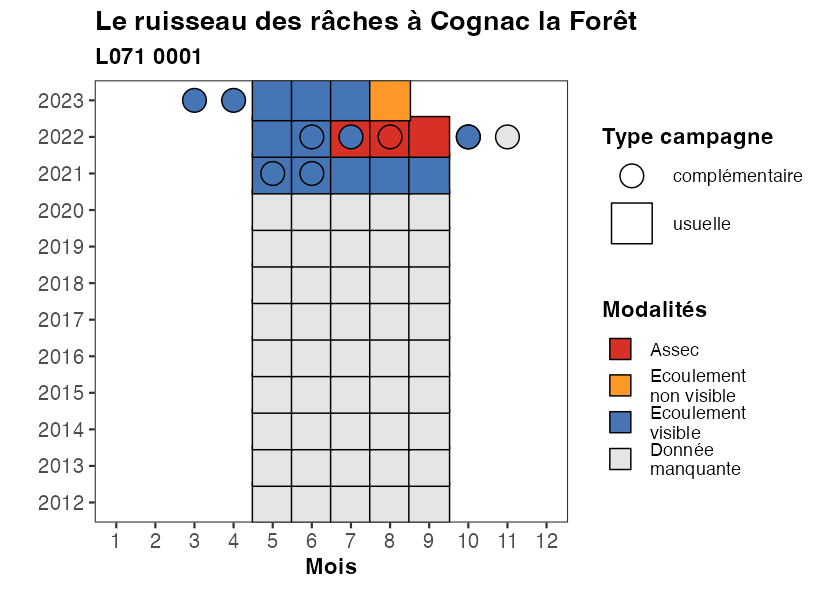 Le ruisseau des râches à Cognac la Forêt
L071 0001
2023
2022
2021
2020
2019
2018
2017
2016
2015
2014
2013
2012
1 2 3 4 5 6 7 8 9 10 11 12
Mois
Type campagne
complémentaire
usuelle
Modalités
Assec
Ecoulement
non visible
Ecoulement
visible
Donnée
manquante